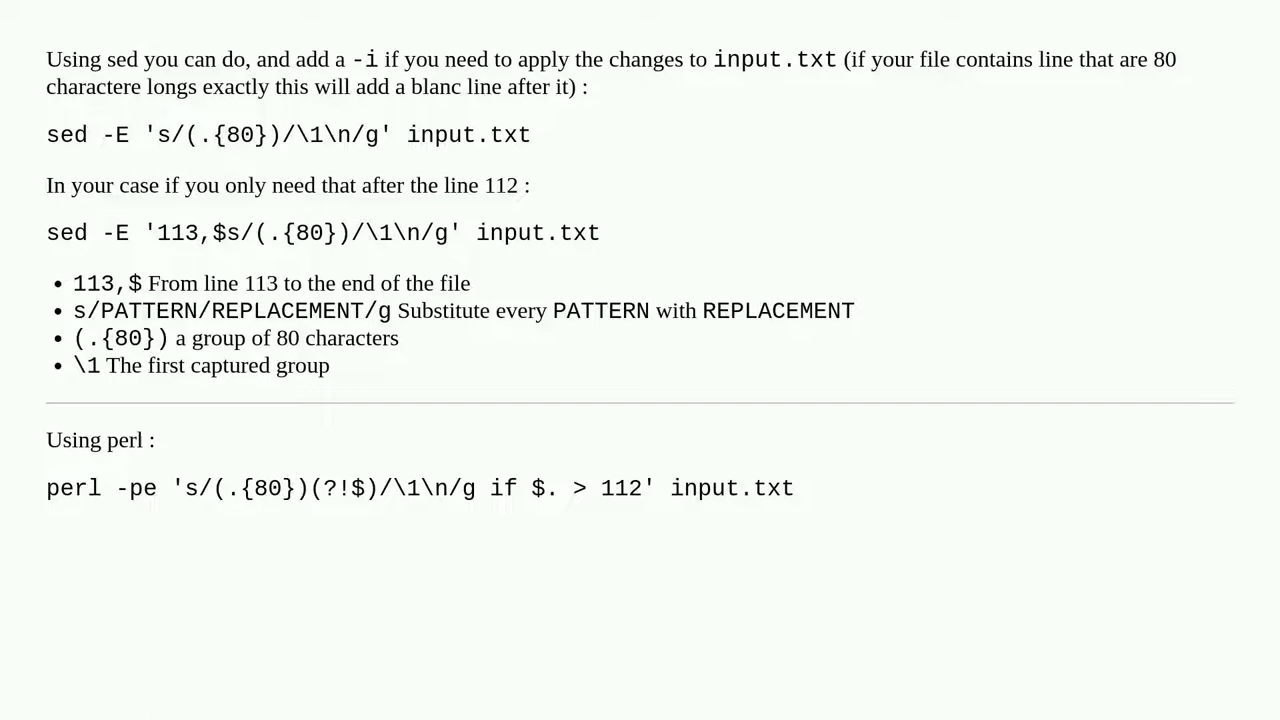 Using sed you can do, and add a -i if you need to apply the changes to input.txt (if your file contains line that are 80
charactere longs exactly this will add a blanc line after it) :
sed -E 's/(.{80})/\1\n/g' input.txt
In your case if you only need that after the line 112 :
sed -E '113,$s/(.{80})/\1\n/g' input.txt
• 113,$ From line 113 to the end of the file
• s/PATTERN/REPLACEMENT/g Substitute every PATTERN with REPLACEMENT
• (.{80}) a group of 80 characters
• \1 The first captured group
Using perl :
perl -pe 's/(.{80})(?!$)/\1\n/g if $. > 112' input.txt